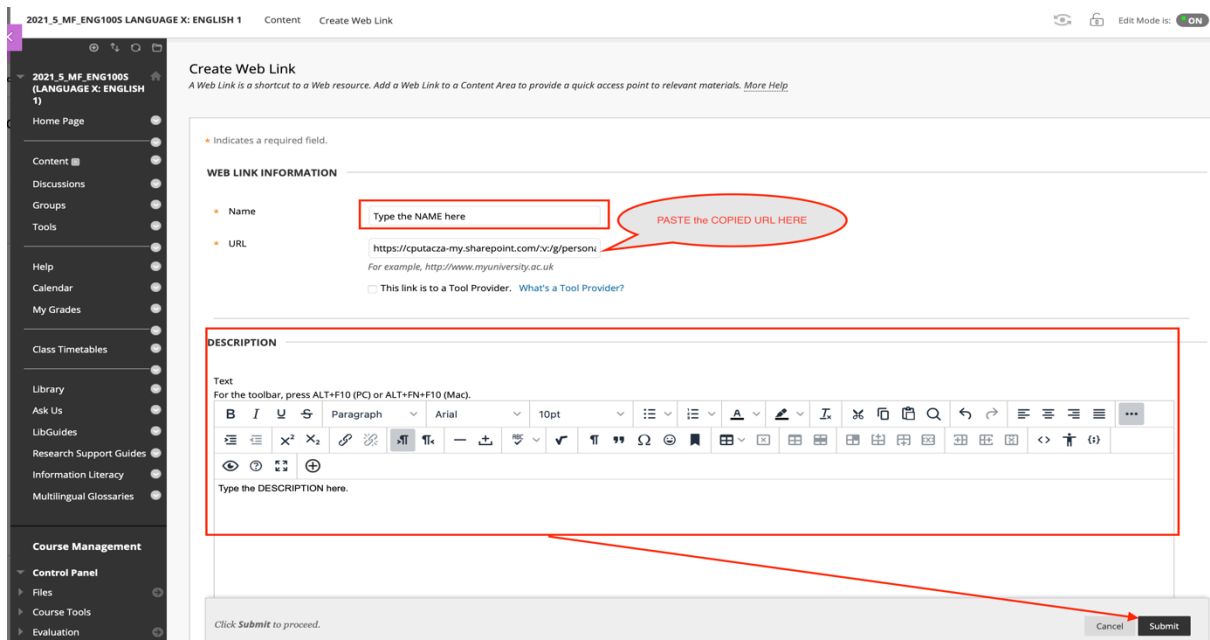 2021_5_MF_ENG100S LANGUAGE X: ENGLISH 1 Content Create Web Link Edit Mode is: ON
2021_5_MF_ENG100S
(LANGUAGE X: ENGLISH
1)
Home Page
Content
Discussions
Groups
Tools
Help
Calendar
My Grades
Class Timetables
Library
Ask Us
LibGuides
Research Support Guides
Information Literacy
Multilingual Glossaries
Course Management
Control Panel
Files
Course Tools
Evaluation
Create Web Link
A Web Link is a shortcut to a Web resource. Add a Web Link to a Content Area to provide a quick access point to relevant materials. More Help
* Indicates a required field.
WEB LINK INFORMATION
* Name Type the NAME here
PASTE the COPIED URL HERE
* URL https://cputacza-my.sharepoint.com/:v:/g/persona
For example, http://www.myuniversity.ac.uk
This link is to a Tool Provider. What's a Tool Provider?
DESCRIPTION
Text
For the toolbar, press ALT+F10 (PC) or ALT+FN+F10 (Mac).
B I U S Paragraph Arial 10pt
Type the DESCRIPTION here.
Click Submit to proceed. Cancel Submit